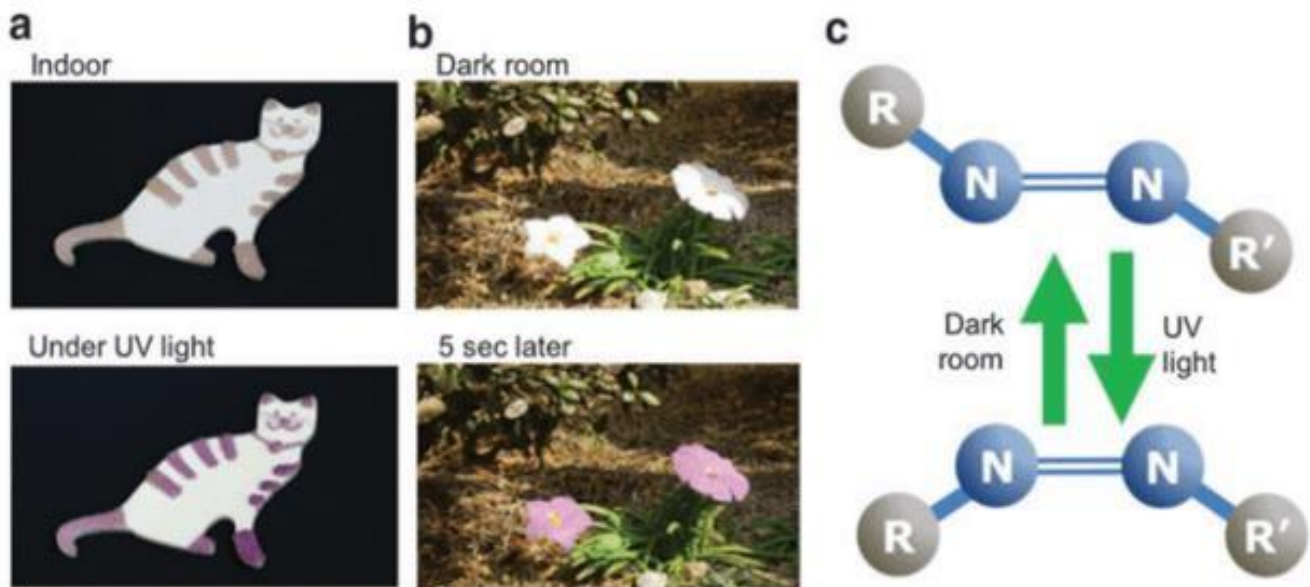 a
Indoor
Under UV light
b
Dark room
5 sec later
c
R
N
N
R′
Dark
room
UV
light
N
N
R
R′